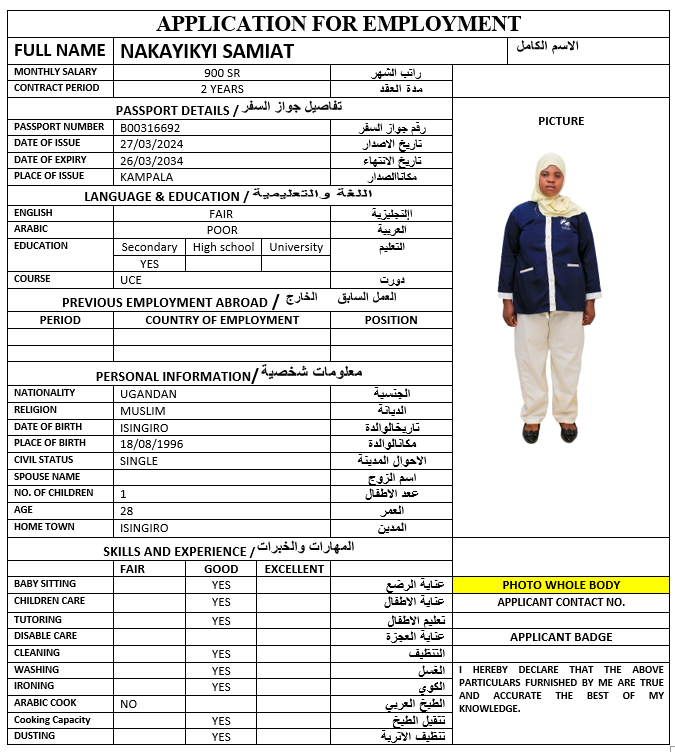 APPLICATION FOR EMPLOYMENT
FULL NAME NAKAYIKYI SAMIAT الاسم الكامل
MONTHLY SALARY 900 SR راتب الشهر
CONTRACT PERIOD 2 YEARS مدة العقد
PASSPORT DETAILS / تفاصيل جواز السفر
PASSPORT NUMBER B00316692 رقم جواز السفر
DATE OF ISSUE 27/03/2024 تاريخ الاصدار
DATE OF EXPIRY 26/03/2034 تاريخ الانتهاء
PLACE OF ISSUE KAMPALA مكاناالصدار
LANGUAGE & EDUCATION / اللغة والتعليمية
ENGLISH FAIR اإلنجليزية
ARABIC POOR العربية
EDUCATION Secondary High school University التعليم
YES
COURSE UCE دورت
PREVIOUS EMPLOYMENT ABROAD / العمل السابق الخارج
PERIOD COUNTRY OF EMPLOYMENT POSITION
PERSONAL INFORMATION/ معلومات شخصية
NATIONALITY UGANDAN الجنسية
RELIGION MUSLIM الديانة
DATE OF BIRTH ISINGIRO تاريخالوالدة
PLACE OF BIRTH 18/08/1996 مكانالوالدة
CIVIL STATUS SINGLE الاحوال المدينة
SPOUSE NAME اسم الزوج
NO. OF CHILDREN 1 عدد الاطفال
AGE 28 العمر
HOME TOWN ISINGIRO المدين
SKILLS AND EXPERIENCE / المهارات والخبرات
FAIR GOOD EXCELLENT
BABY SITTING YES عناية الرضع
CHILDREN CARE YES عناية الاطفال
TUTORING YES تعليم الاطفال
DISABLE CARE عناية العجزة
CLEANING YES التنظيف
WASHING YES الغسل
IRONING YES الكوي
ARABIC COOK NO الطبخ العربي
Cooking Capacity YES تتقيل الطبخ
DUSTING YES تنظيف الاتربة
PICTURE
PHOTO WHOLE BODY
APPLICANT CONTACT NO.
APPLICANT BADGE
I HEREBY DECLARE THAT THE ABOVE
PARTICULARS FURNISHED BY ME ARE TRUE
AND ACCURATE THE BEST OF MY
KNOWLEDGE.